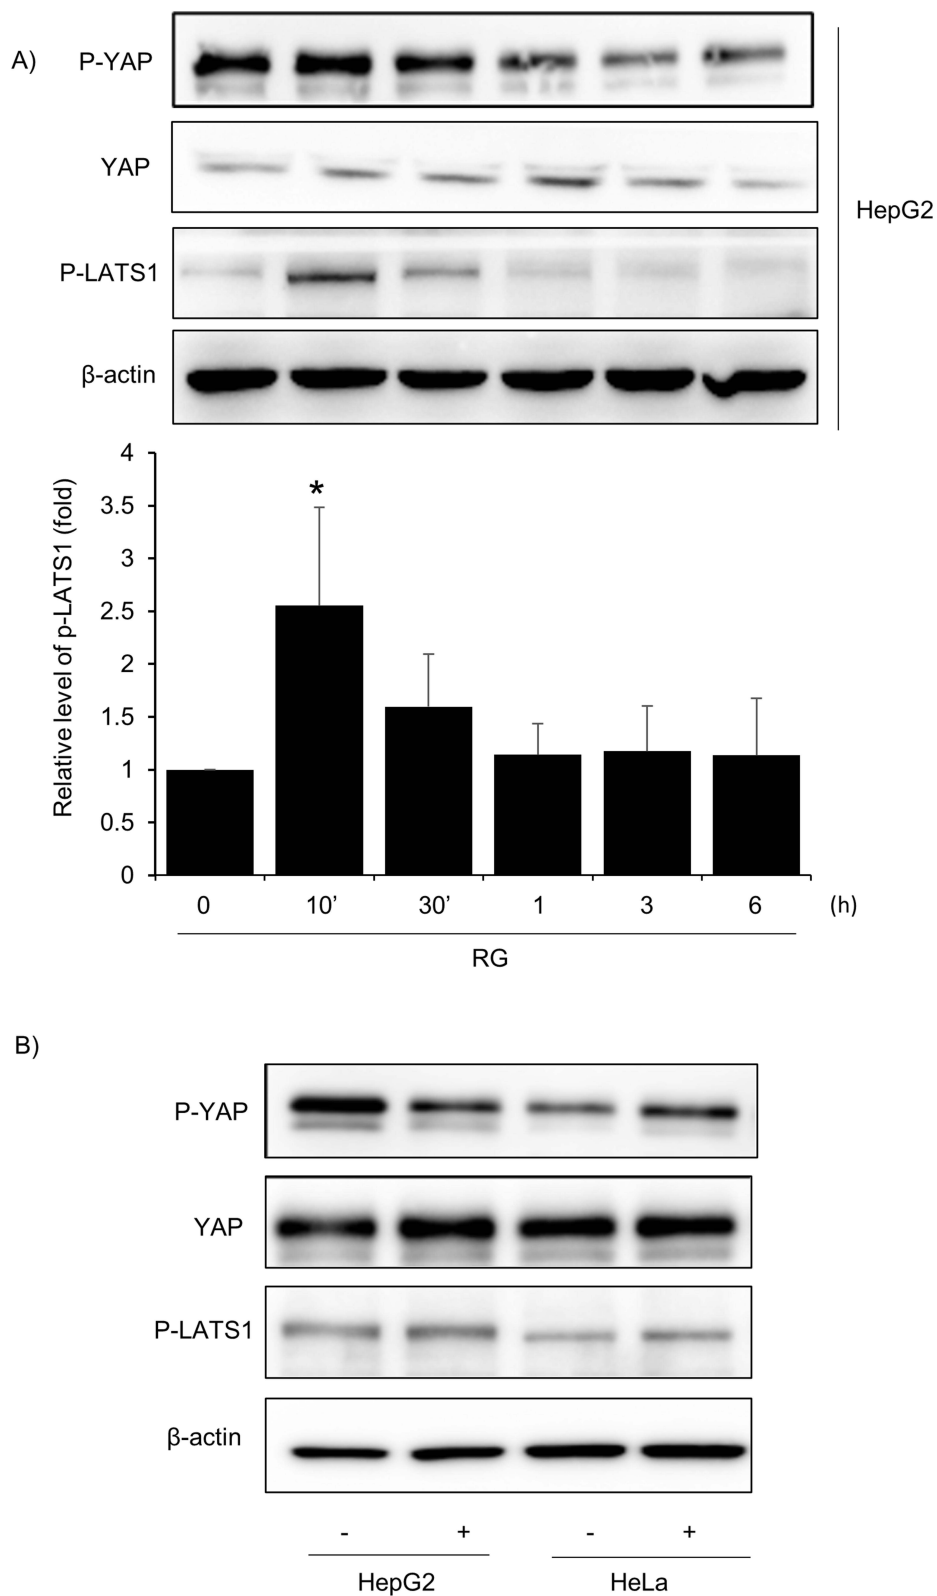 A)
P-YAP
YAP
HepG2
P-LATS1
β-actin
Relative level of p-LATS1 (fold)
4
3.5
3
2.5
2
1.5
1
0.5
0
*
0 10’ 30’ 1 3 6 (h)
RG
B)
P-YAP
YAP
P-LATS1
β-actin
- + - +
HepG2 HeLa